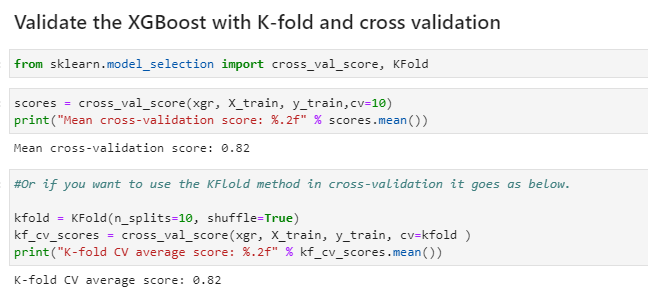 Validate the XGBoost with K-fold and cross validation
from sklearn.model_selection import cross_val_score, KFold
scores = cross_val_score(xgr, X_train, y_train,cv=10)
print("Mean cross-validation score: %.2f" % scores.mean())
Mean cross-validation score: 0.82
#Or if you want to use the KFlold method in cross-validation it goes as below.
kfold = KFold(n_splits=10, shuffle=True)
kf_cv_scores = cross_val_score(xgr, X_train, y_train, cv=kfold )
print("K-fold CV average score: %.2f" % kf_cv_scores.mean())
K-fold CV average score: 0.82